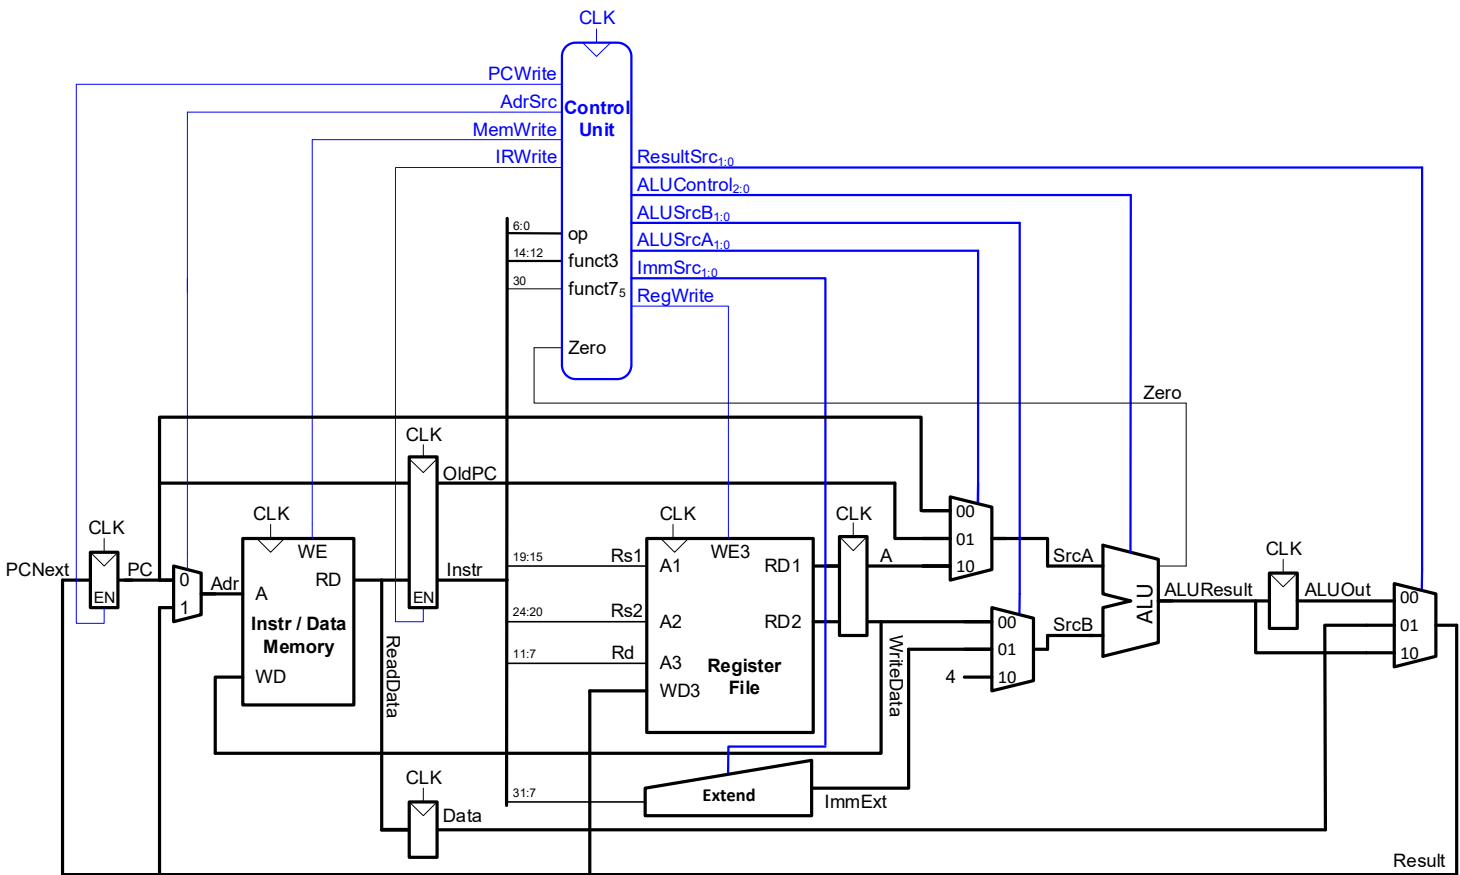 CLK
PCWrite
AdrSrc
MemWrite
IRWrite
Control
Unit
ResultSrc1:0
ALUControl2:0
ALUSrcB1:0
ALUSrcA1:0
ImmSrc1:0
RegWrite
6:0 op
14:12 funct3
30 funct75
Zero
Zero
CLK
OldPC
CLK
CLK
CLK
CLK
CLK
PCNext
PC
EN
0
1
Adr
WE
RD
A
Instr / Data
Memory
WD
ReadData
EN
Instr
19:15 Rs1
24:20 Rs2
11:7 Rd
31:7
A1
A2
A3
WD3
WE3
RD1
RD2
Register
File
A
WriteData
00
01
10
SrcA
00
01
10
4
SrcB
ALU
ALUResult
ALUOut
00
01
10
CLK
Data
Extend
ImmExt
Result